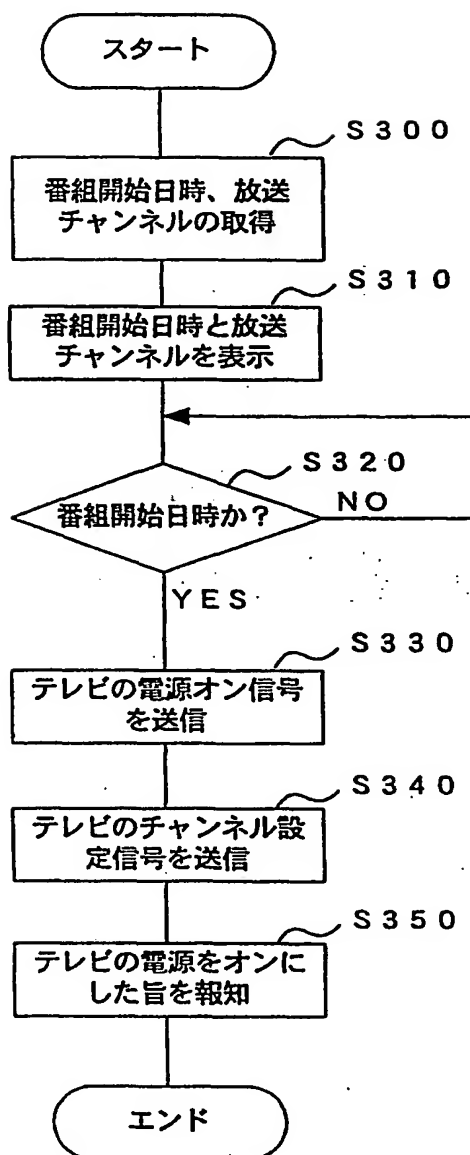 スタート
S300
番組開始日時、放送
チャンネルの取得
S310
番組開始日時と放送
チャンネルを表示
S320
番組開始日時か?
NO
YES
S330
テレビの電源オン信号
を送信
S340
テレビのチャンネル設
定信号を送信
S350
テレビの電源をオンに
した旨を報知
エンド